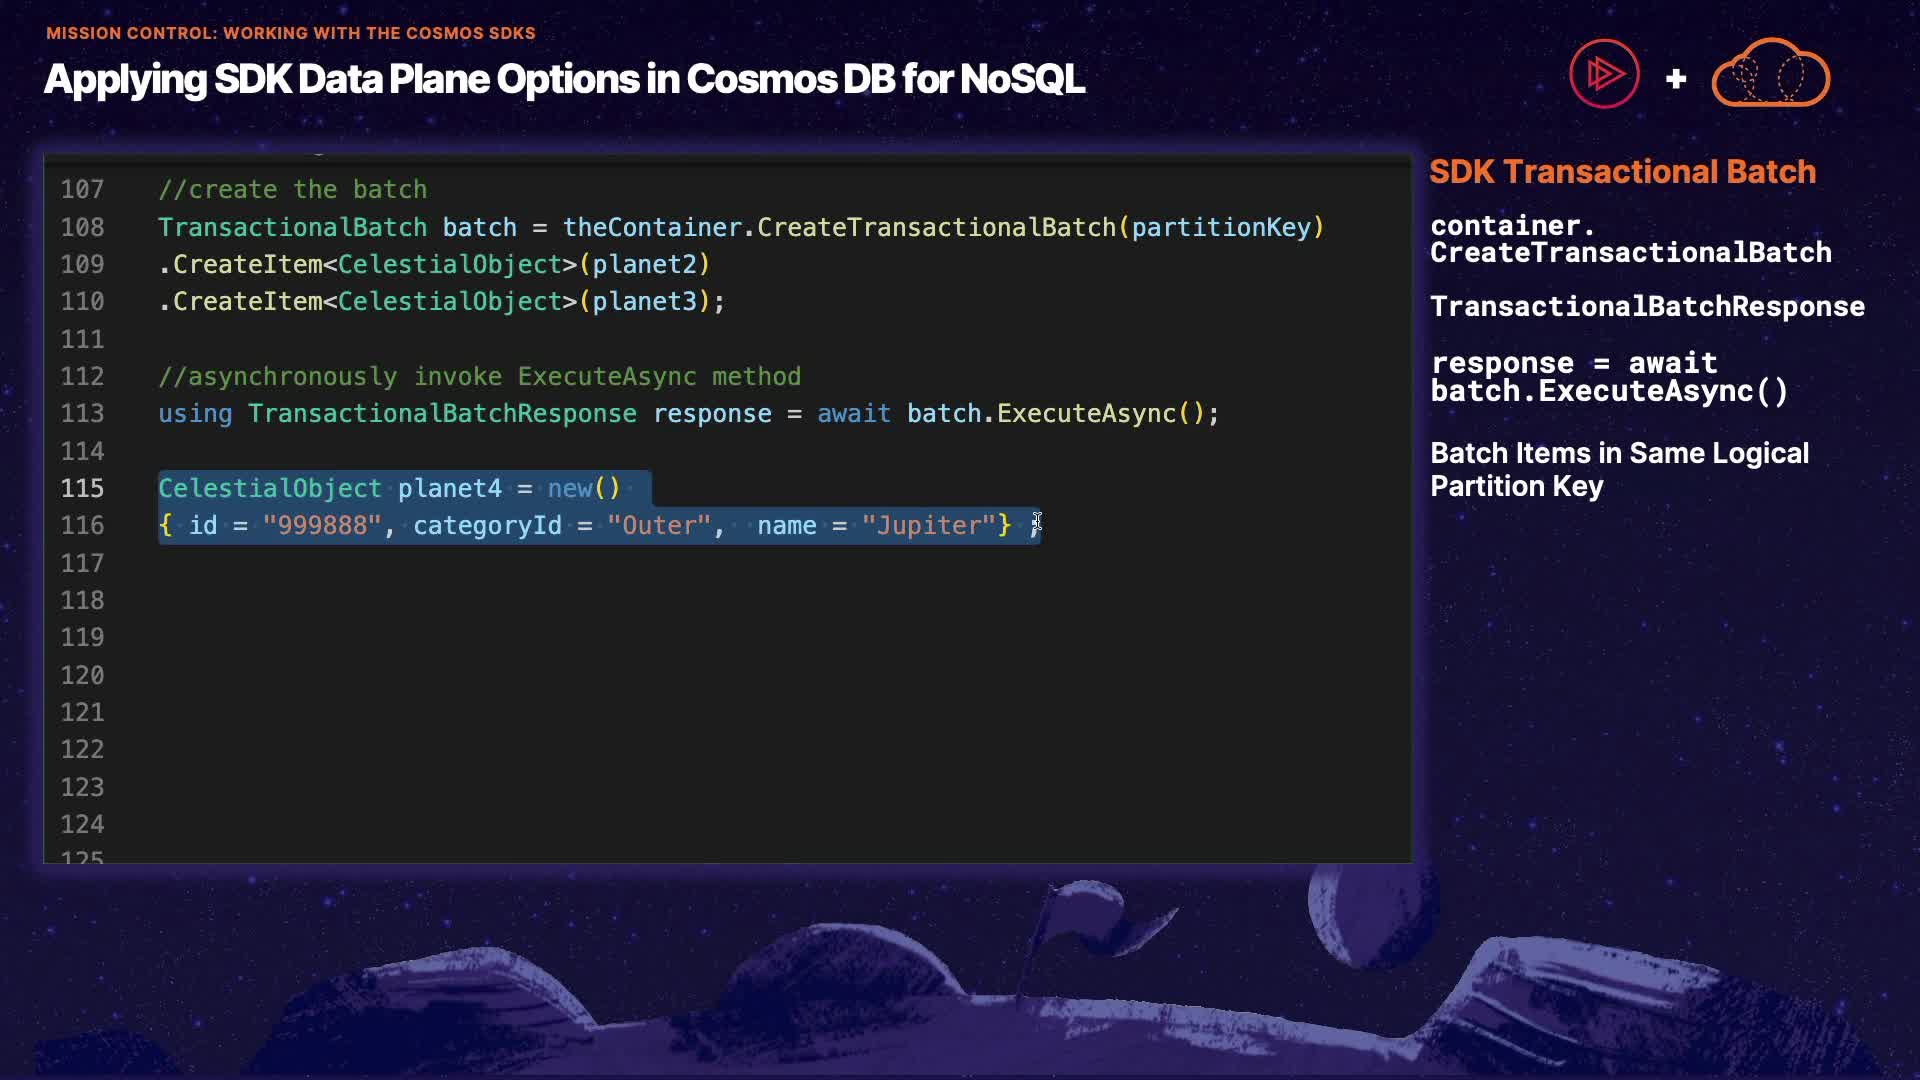 MISSION CONTROL: WORKING WITH THE COSMOS SDKS
Applying SDK Data Plane Options in Cosmos DB for NoSQL
+
107 //create the batch
108 TransactionalBatch batch = theContainer.CreateTransactionalBatch(partitionKey)
109 .CreateItem<CelestialObject>(planet2)
110 .CreateItem<CelestialObject>(planet3);
111
112 //asynchronously invoke ExecuteAsync method
113 using TransactionalBatchResponse response = await batch.ExecuteAsync();
114
115 CelestialObject planet4 = new()
116 { id = "999888", categoryId = "Outer",  name = "Jupiter"} ;
117
118
119
120
121
122
123
124
125
SDK Transactional Batch
container.
CreateTransactionalBatch
TransactionalBatchResponse
response = await
batch.ExecuteAsync()
Batch Items in Same Logical
Partition Key